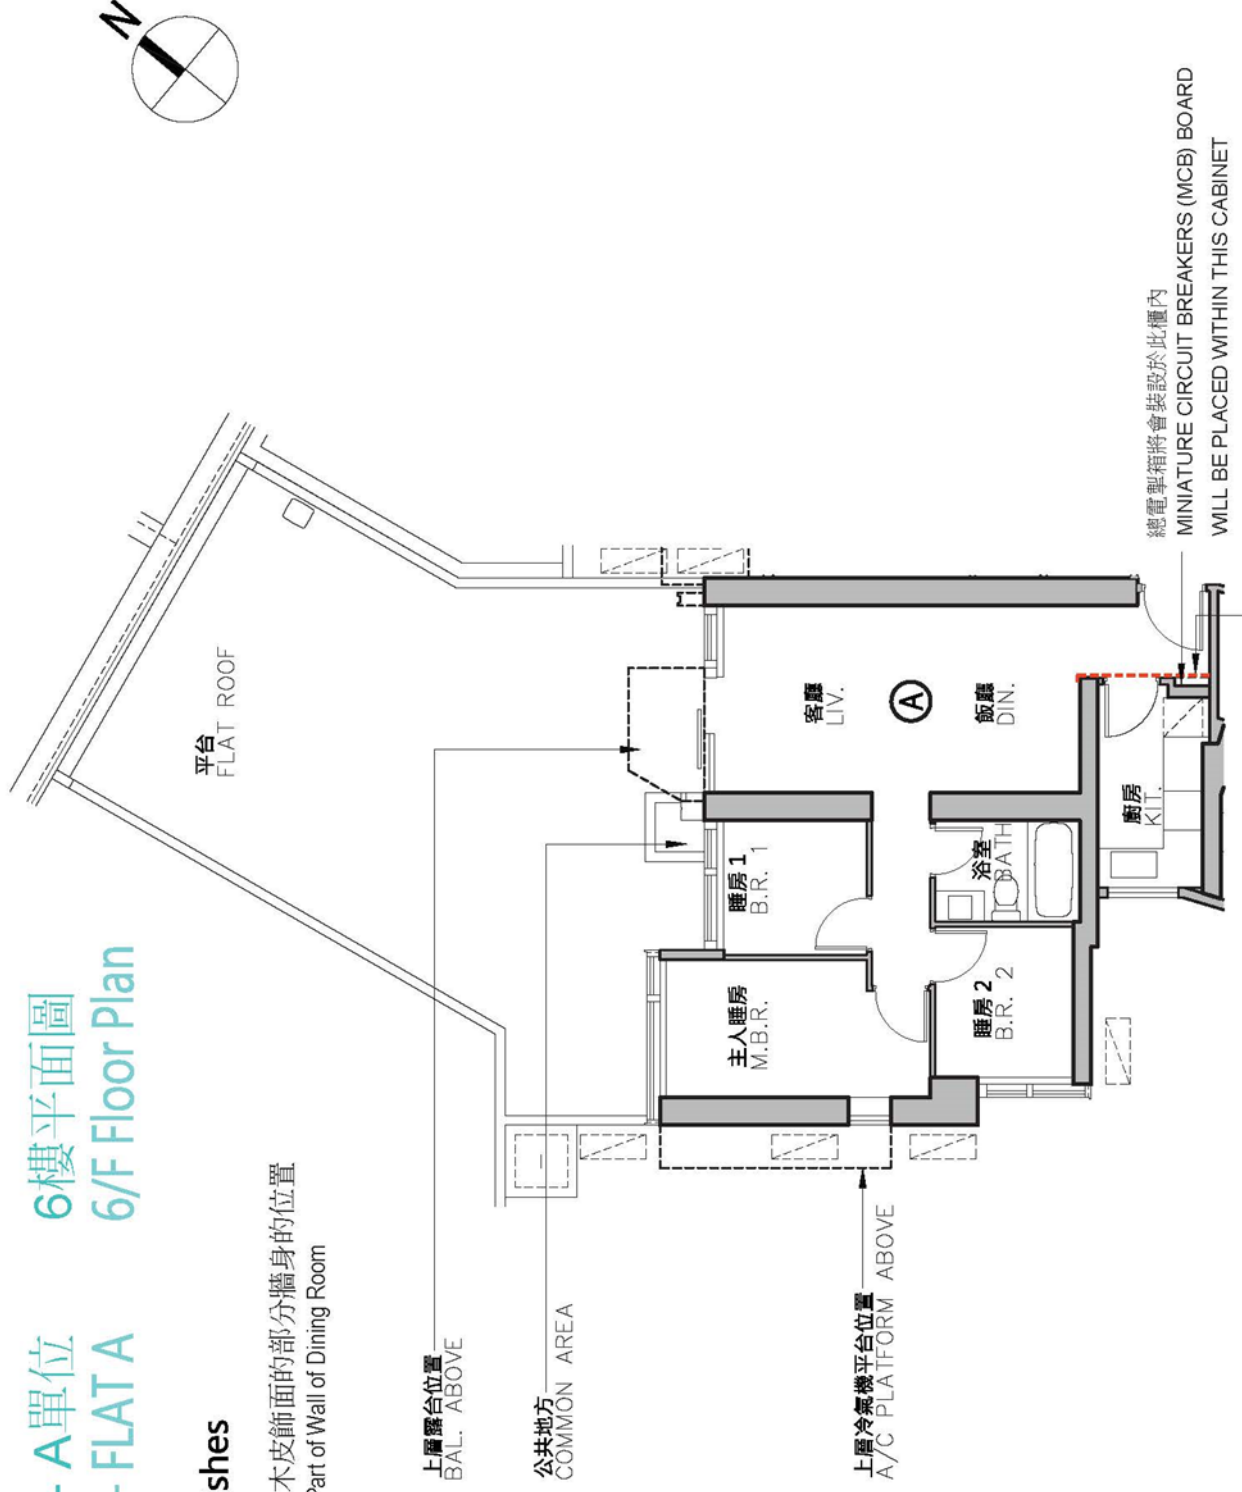 A單位
6樓平面圖
FLAT A
6/F Floor Plan
shes
木皮飾面的部分牆身的位置
Part of Wall of Dining Room
N
平台
FLAT ROOF
上層露台位置
BAL. ABOVE
公共地方
COMMON AREA
上層冷氣機平台位置
A/C PLATFORM ABOVE
主人睡房
M.B.R.
睡房 1
B.R. 1
睡房 2
B.R. 2
浴室
BATH
客廳
LIV.
A
飯廳
DIN.
廚房
KIT.
總電掣箱將會裝設於此櫃內
MINIATURE CIRCUIT BREAKERS (MCB) BOARD
WILL BE PLACED WITHIN THIS CABINET